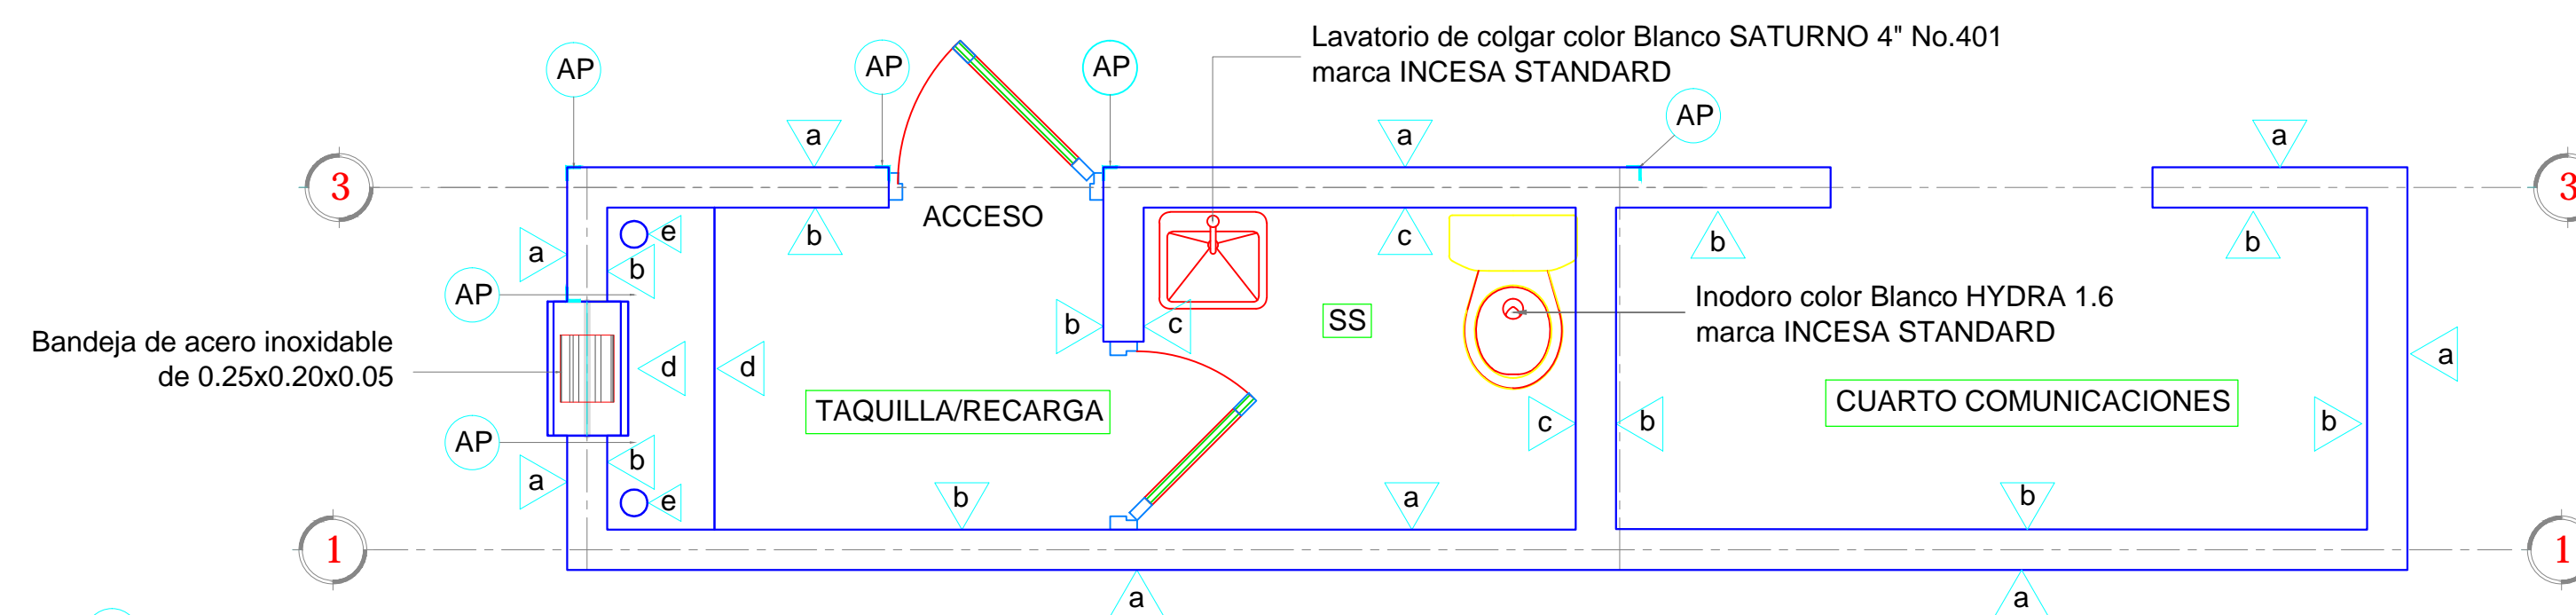 Lavatorio de colgar color Blanco SATURNO 4" No.401
marca INCESA STANDARD
AP
AP
AP
AP
a
a
a
3
3
ACCESO
e
b
c
b
b
a
b
AP
Inodoro color Blanco HYDRA 1.6
marca INCESA STANDARD
SS
b
c
Bandeja de acero inoxidable
de 0.25x0.20x0.05
a
d
d
TAQUILLA/RECARGA
CUARTO COMUNICACIONES
c
b
b
AP
b
a
e
b
a
b
1
1
a
a